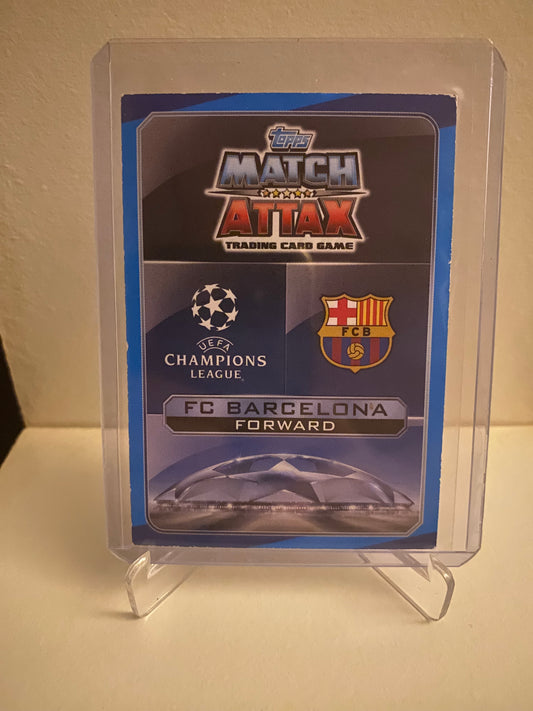 Topps
MATCH
ATTAX
TRADING CARD GAME
UEFA
CHAMPIONS
LEAGUE
FCB
FC BARCELONA
FORWARD